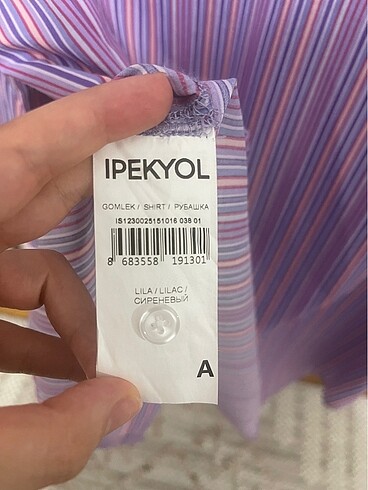 IPEKYOL
GOMLEK / SHIRT / РУБАШКА
IS1230025151016 038 01
8 683558 191301
LILA / LILAC /
СИРЕНЕВЫЙ
A